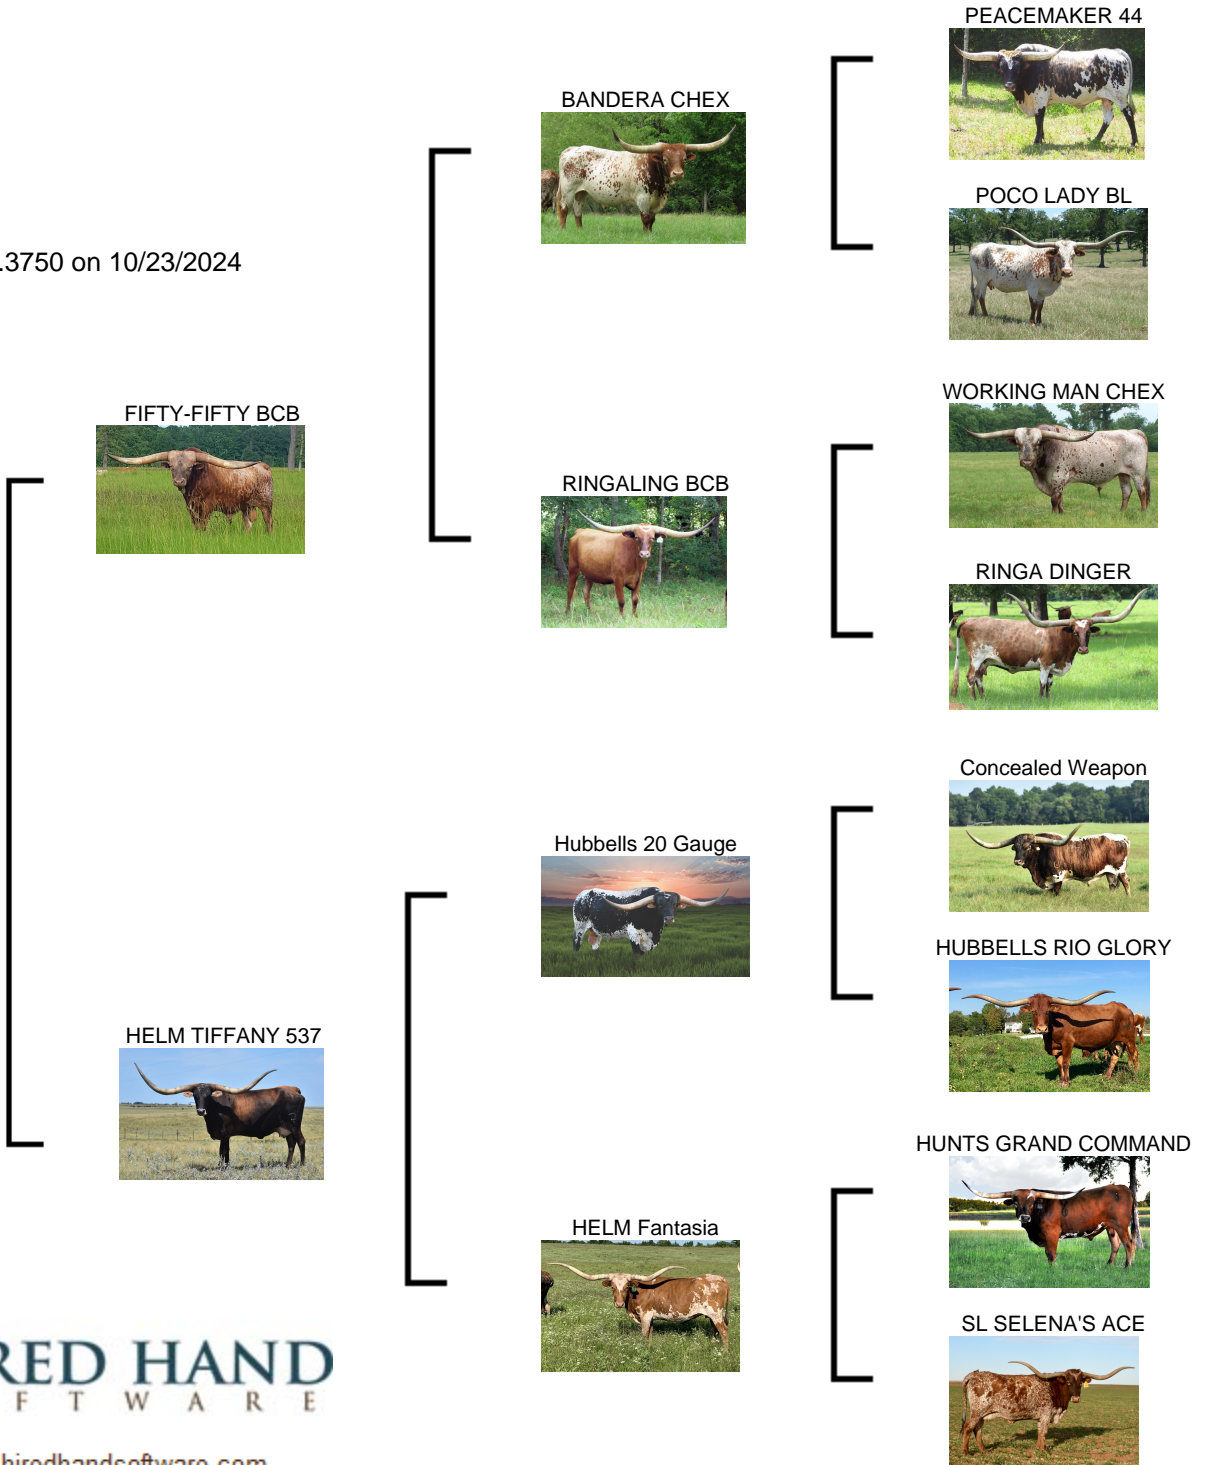 PEACEMAKER 44
BANDERA CHEX
POCO LADY BL
.3750 on 10/23/2024
WORKING MAN CHEX
FIFTY-FIFTY BCB
RINGALING BCB
RINGA DINGER
Concealed Weapon
Hubbells 20 Gauge
HUBBELLS RIO GLORY
HELM TIFFANY 537
HUNTS GRAND COMMAND
HELM Fantasia
SL SELENA'S ACE
RED HAND
F T W A R E
hiredhandsoftware.com